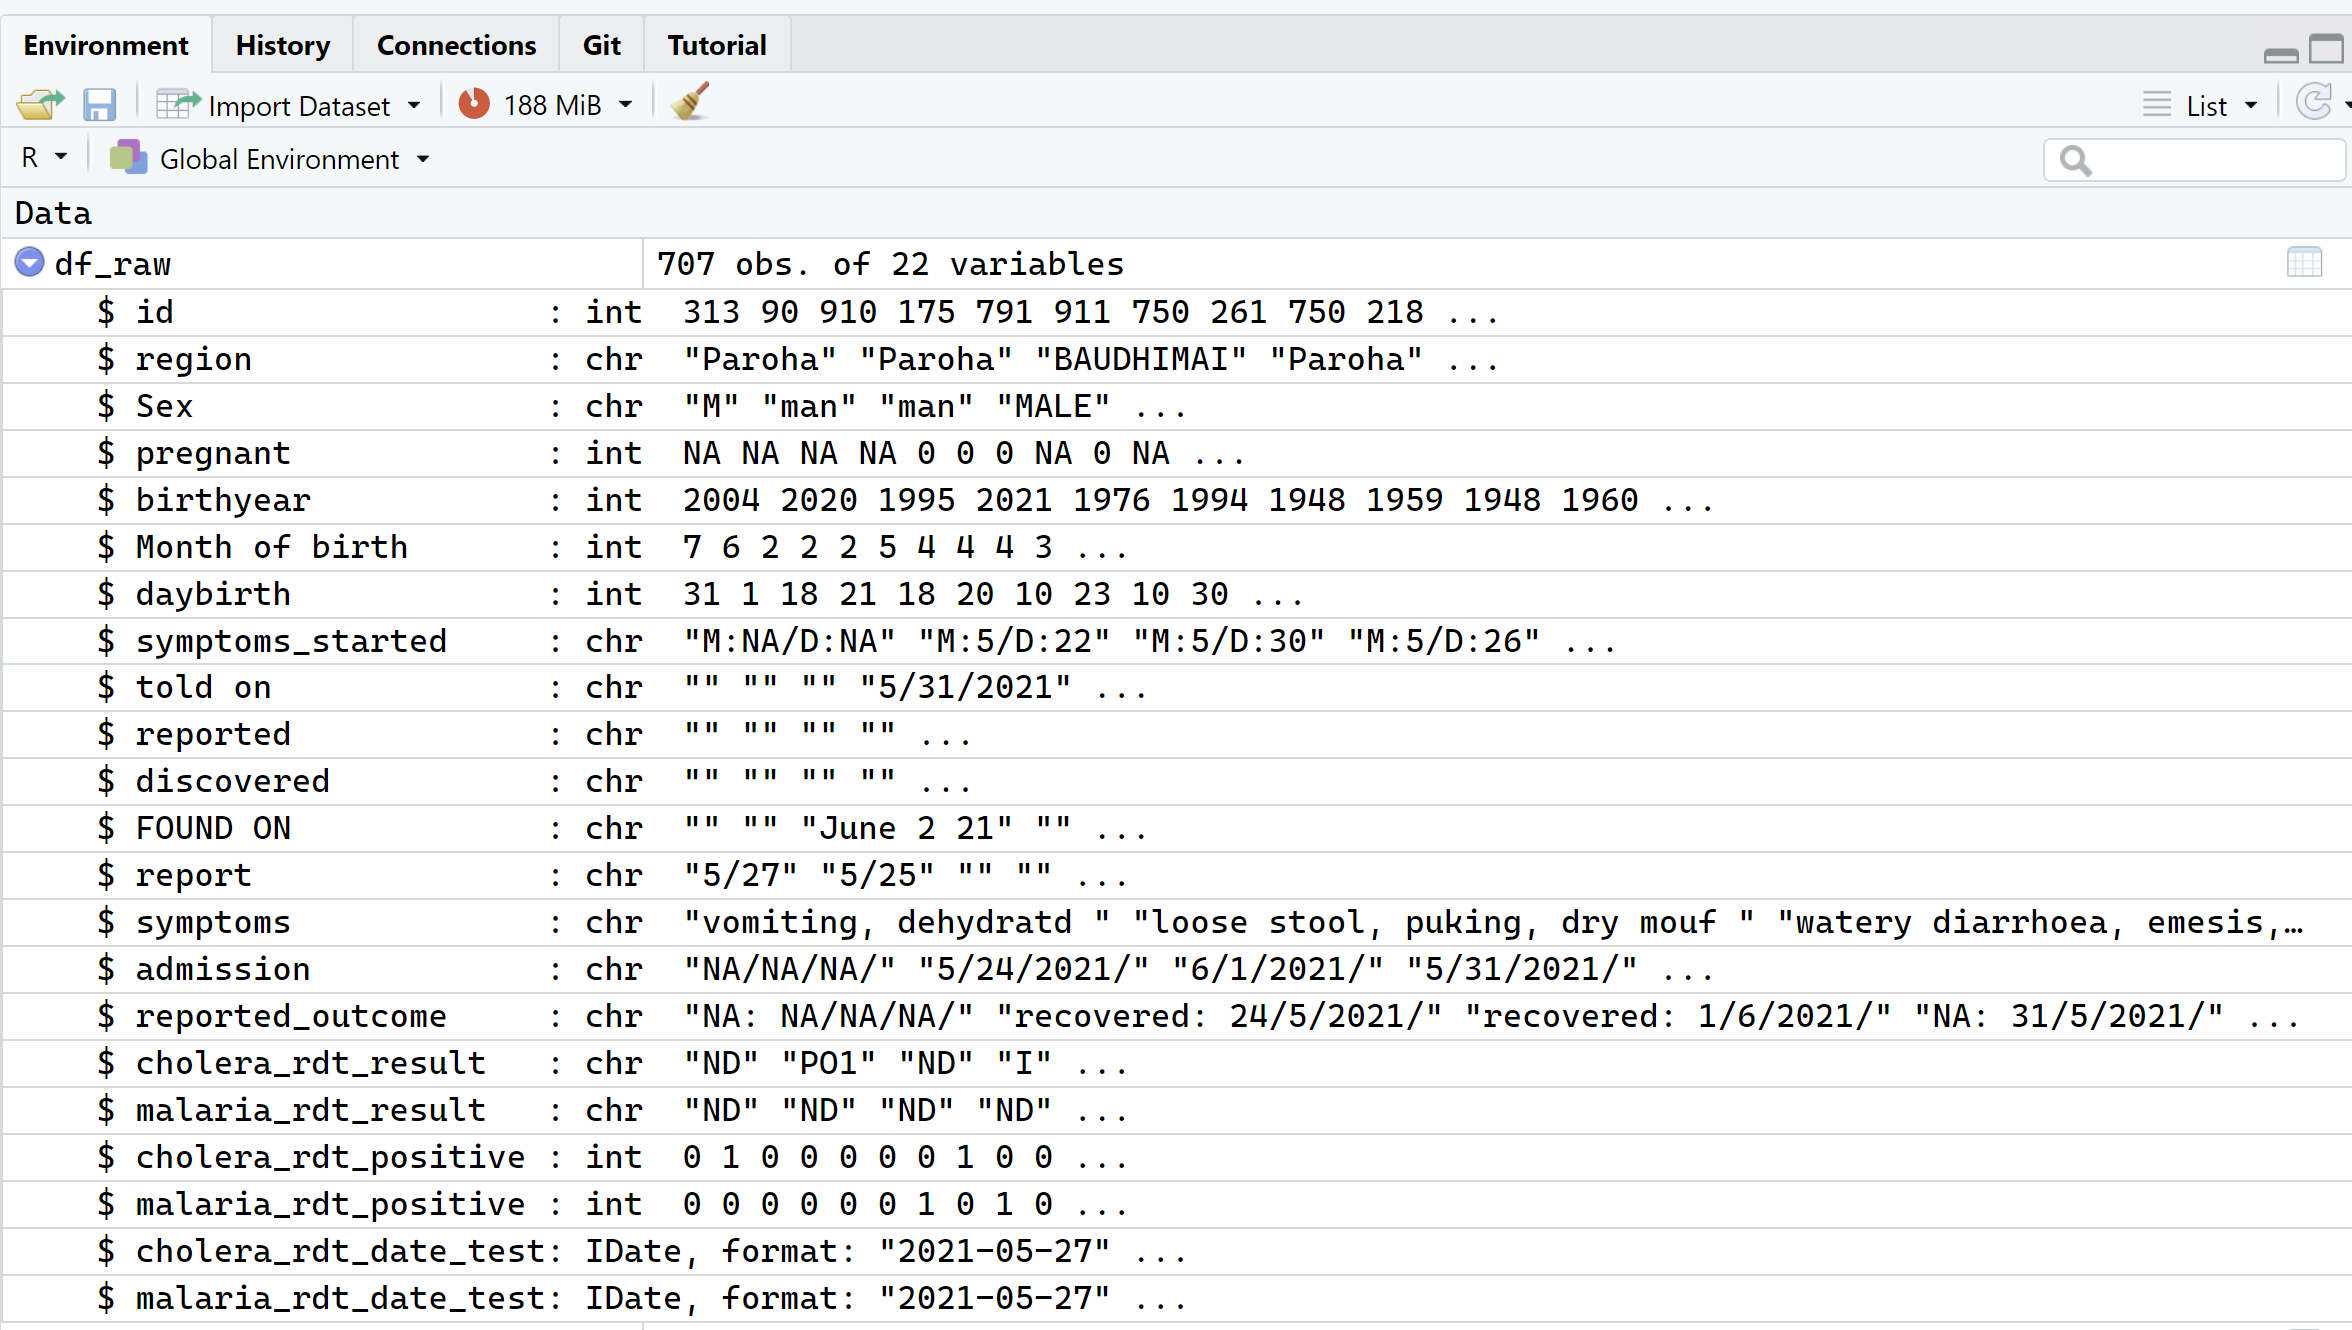 Environment History Connections Git Tutorial
Import Dataset 188 MiB List
R Global Environment
Data
df_raw 707 obs. of 22 variables
$ id : int 313 90 910 175 791 911 750 261 750 218 ...
$ region : chr "Paroha" "Paroha" "BAUDHIMAI" "Paroha" ...
$ Sex : chr "M" "man" "man" "MALE" ...
$ pregnant : int NA NA NA NA 0 0 0 NA 0 NA ...
$ birthyear : int 2004 2020 1995 2021 1976 1994 1948 1959 1948 1960 ...
$ Month of birth : int 7 6 2 2 2 5 4 4 4 3 ...
$ daybirth : int 31 1 18 21 18 20 10 23 10 30 ...
$ symptoms_started : chr "M:NA/D:NA" "M:5/D:22" "M:5/D:30" "M:5/D:26" ...
$ told on : chr "" "" "" "5/31/2021" ...
$ reported : chr "" "" "" "" ...
$ discovered : chr "" "" "" "" ...
$ FOUND ON : chr "" "" "June 2 21" "" ...
$ report : chr "5/27" "5/25" "" "" ...
$ symptoms : chr "vomiting, dehydratd " "loose stool, puking, dry mouf " "watery diarrhoea, emesis,…
$ admission : chr "NA/NA/NA/" "5/24/2021/" "6/1/2021/" "5/31/2021/" ...
$ reported_outcome : chr "NA: NA/NA/NA/" "recovered: 24/5/2021/" "recovered: 1/6/2021/" "NA: 31/5/2021/" ...
$ cholera_rdt_result : chr "ND" "PO1" "ND" "I" ...
$ malaria_rdt_result : chr "ND" "ND" "ND" "ND" ...
$ cholera_rdt_positive : int 0 1 0 0 0 0 0 1 0 0 ...
$ malaria_rdt_positive : int 0 0 0 0 0 0 1 0 1 0 ...
$ cholera_rdt_date_test: IDate, format: "2021-05-27" ...
$ malaria_rdt_date_test: IDate, format: "2021-05-27" ...